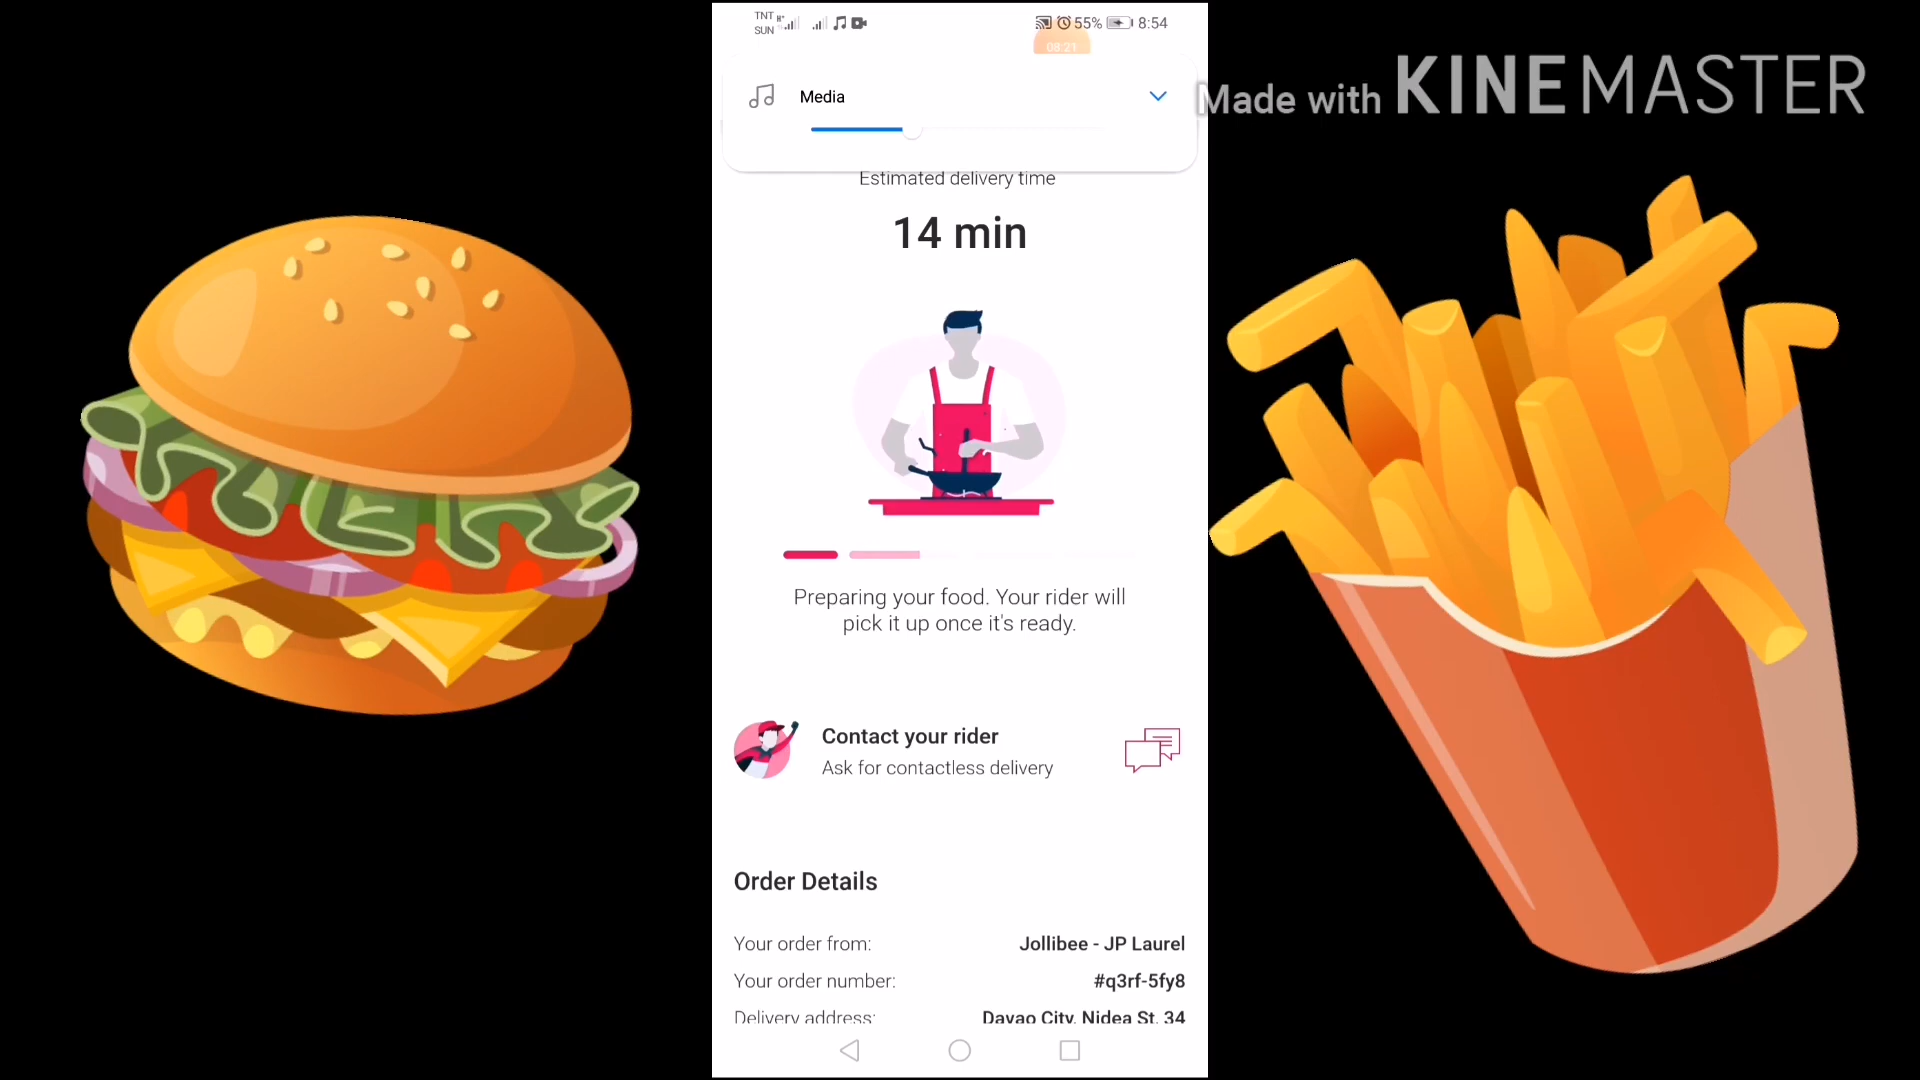 TNT
SUN
H+
55%
8:54
08:21
Made with KINEMASTER
Media
Estimated delivery time
14 min
Preparing your food. Your rider will
pick it up once it's ready.
Contact your rider
Ask for contactless delivery
Order Details
Your order from: Jollibee - JP Laurel
Your order number: #q3rf-5fy8
Delivery address: Davao City, Nidea St. 34